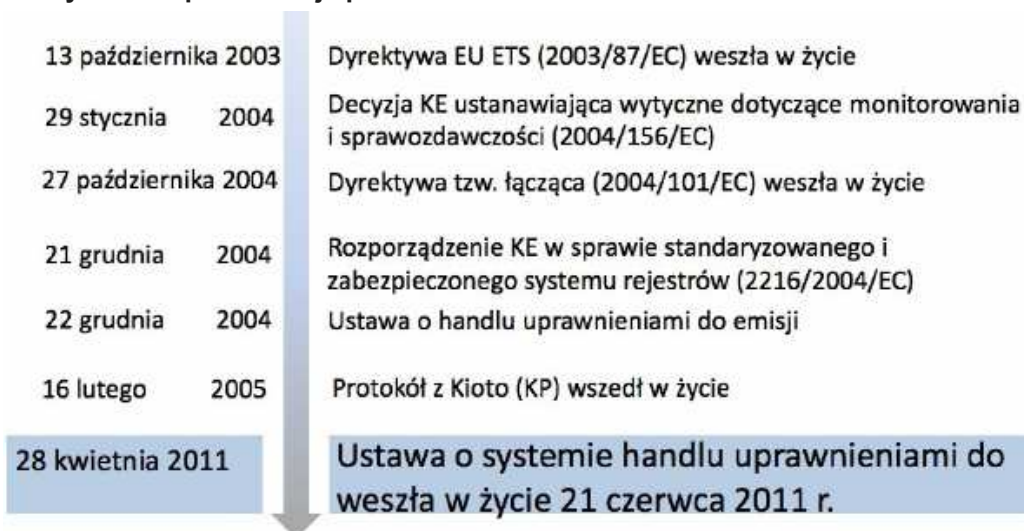 13 października 2003 Dyrektywa EU ETS (2003/87/EC) weszła w życie
29 stycznia 2004 Decyzja KE ustanawiająca wytyczne dotyczące monitorowania
i sprawozdawczości (2004/156/EC)
27 października 2004 Dyrektywa tzw. łącząca (2004/101/EC) weszła w życie
21 grudnia 2004 Rozporządzenie KE w sprawie standaryzowanego i
zabezpieczonego systemu rejestrów (2216/2004/EC)
22 grudnia 2004 Ustawa o handlu uprawnieniami do emisji
16 lutego 2005 Protokół z Kioto (KP) wszedł w życie
28 kwietnia 2011 Ustawa o systemie handlu uprawnieniami do
weszła w życie 21 czerwca 2011 r.